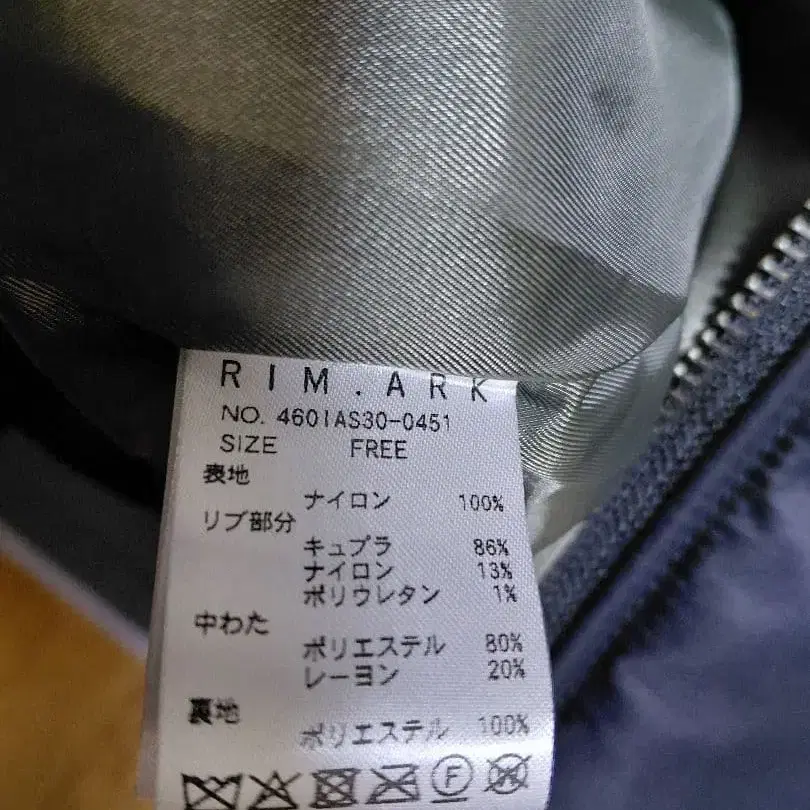 RIM.ARK
NO. 460IAS30-0451
SIZE FREE
表地
ナイロン 100%
リブ部分
キュプラ 86%
ナイロン 13%
ポリウレタン 1%
中わた
ポリエステル 80%
レーヨン 20%
裏地
ポリエステル 100%
F